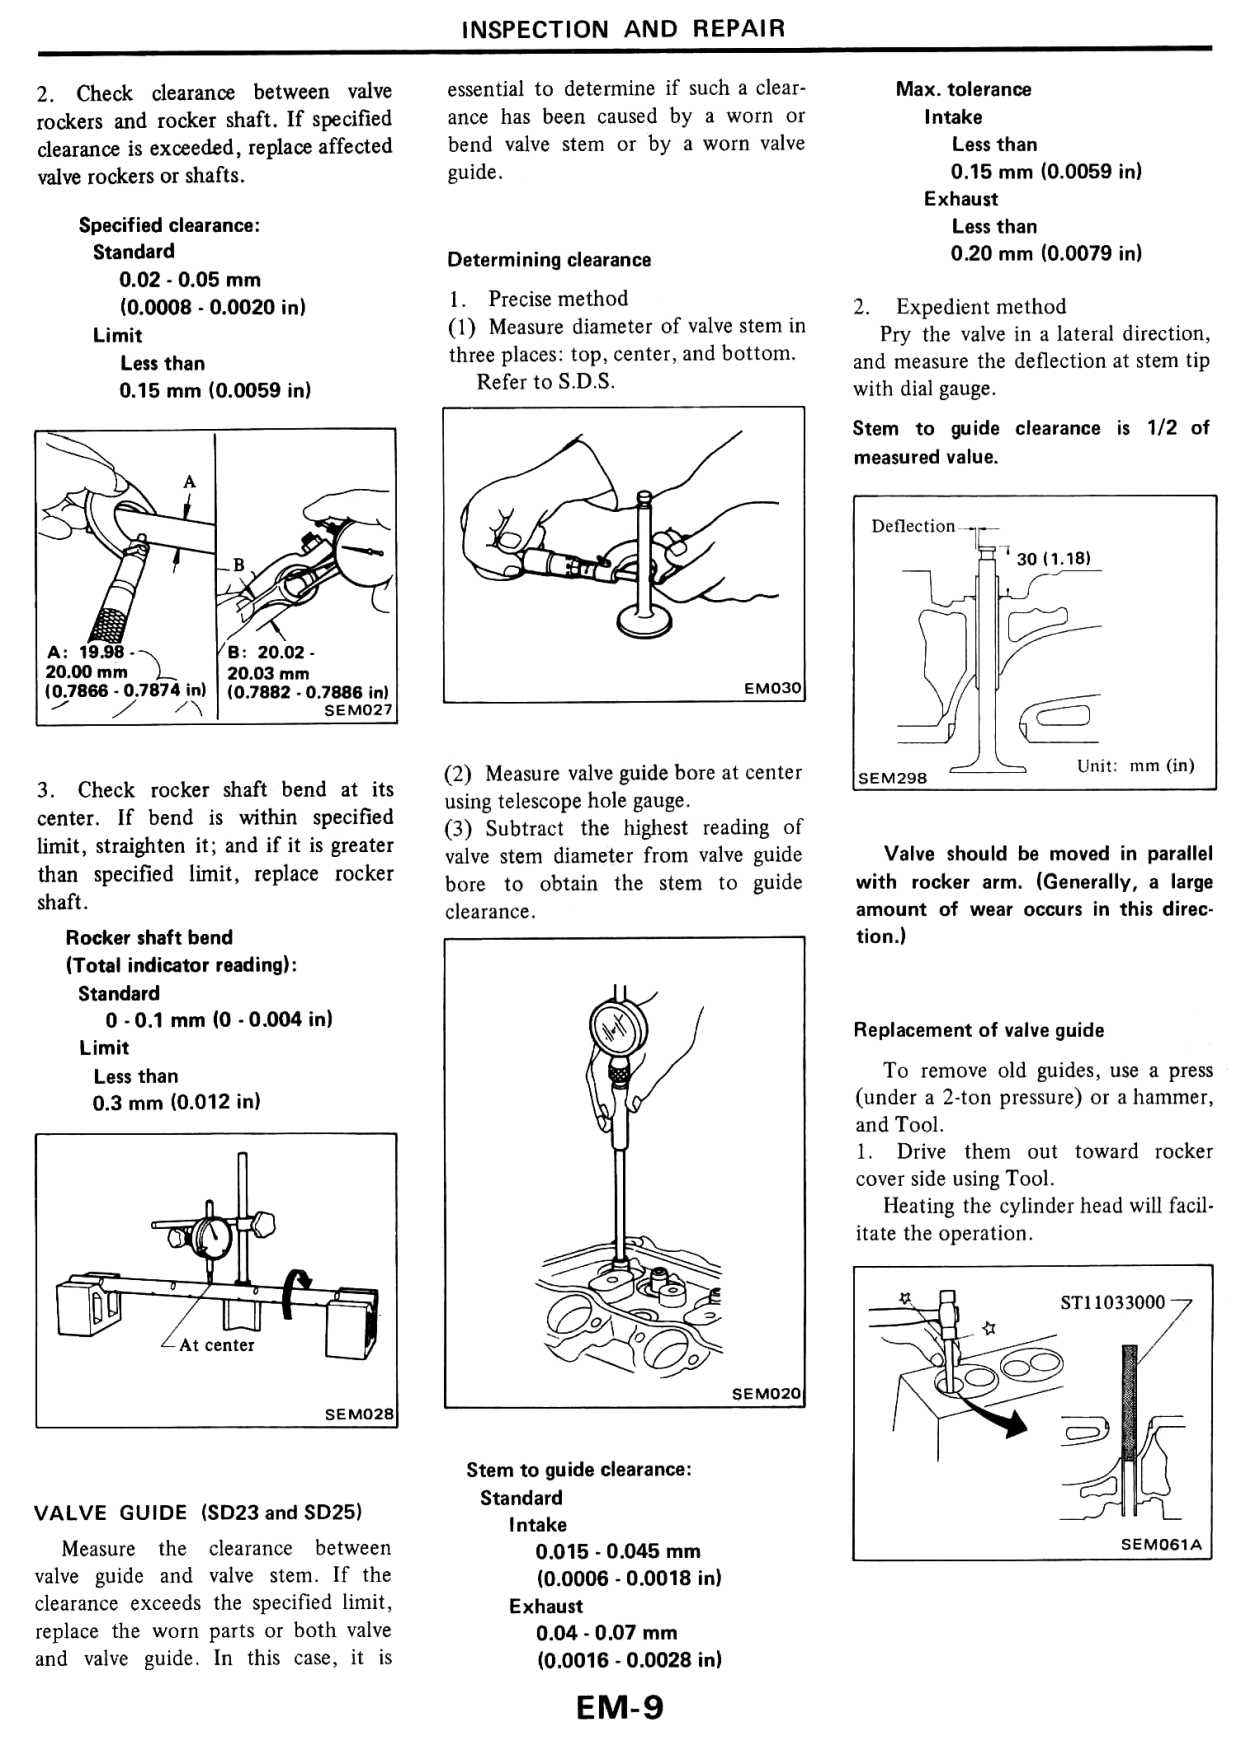 INSPECTION AND REPAIR
2. Check clearance between valve
rockers and rocker shaft. If specified
clearance is exceeded, replace affected
valve rockers or shafts.
Specified clearance:
Standard
0.02 - 0.05 mm
(0.0008 - 0.0020 in)
Limit
Less than
0.15 mm (0.0059 in)
A
B
A: 19.98 -
20.00 mm
(0.7866 - 0.7874 in)
B: 20.02 -
20.03 mm
(0.7882 - 0.7886 in)
SEM027
3. Check rocker shaft bend at its
center. If bend is within specified
limit, straighten it; and if it is greater
than specified limit, replace rocker
shaft.
Rocker shaft bend
(Total indicator reading):
Standard
0 - 0.1 mm (0 - 0.004 in)
Limit
Less than
0.3 mm (0.012 in)
At center
SEM028
VALVE GUIDE (SD23 and SD25)
Measure the clearance between
valve guide and valve stem. If the
clearance exceeds the specified limit,
replace the worn parts or both valve
and valve guide. In this case, it is
essential to determine if such a clear-
ance has been caused by a worn or
bend valve stem or by a worn valve
guide.
Determining clearance
1. Precise method
(1) Measure diameter of valve stem in
three places: top, center, and bottom.
Refer to S.D.S.
EM030
(2) Measure valve guide bore at center
using telescope hole gauge.
(3) Subtract the highest reading of
valve stem diameter from valve guide
bore to obtain the stem to guide
clearance.
SEM020
Stem to guide clearance:
Standard
Intake
0.015 - 0.045 mm
(0.0006 - 0.0018 in)
Exhaust
0.04 - 0.07 mm
(0.0016 - 0.0028 in)
Max. tolerance
Intake
Less than
0.15 mm (0.0059 in)
Exhaust
Less than
0.20 mm (0.0079 in)
2. Expedient method
Pry the valve in a lateral direction,
and measure the deflection at stem tip
with dial gauge.
Stem to guide clearance is 1/2 of
measured value.
Deflection
30 (1.18)
Unit: mm (in)
SEM298
Valve should be moved in parallel
with rocker arm. (Generally, a large
amount of wear occurs in this direc-
tion.)
Replacement of valve guide
To remove old guides, use a press
(under a 2-ton pressure) or a hammer,
and Tool.
1. Drive them out toward rocker
cover side using Tool.
Heating the cylinder head will facil-
itate the operation.
ST11033000
SEM061A
EM-9